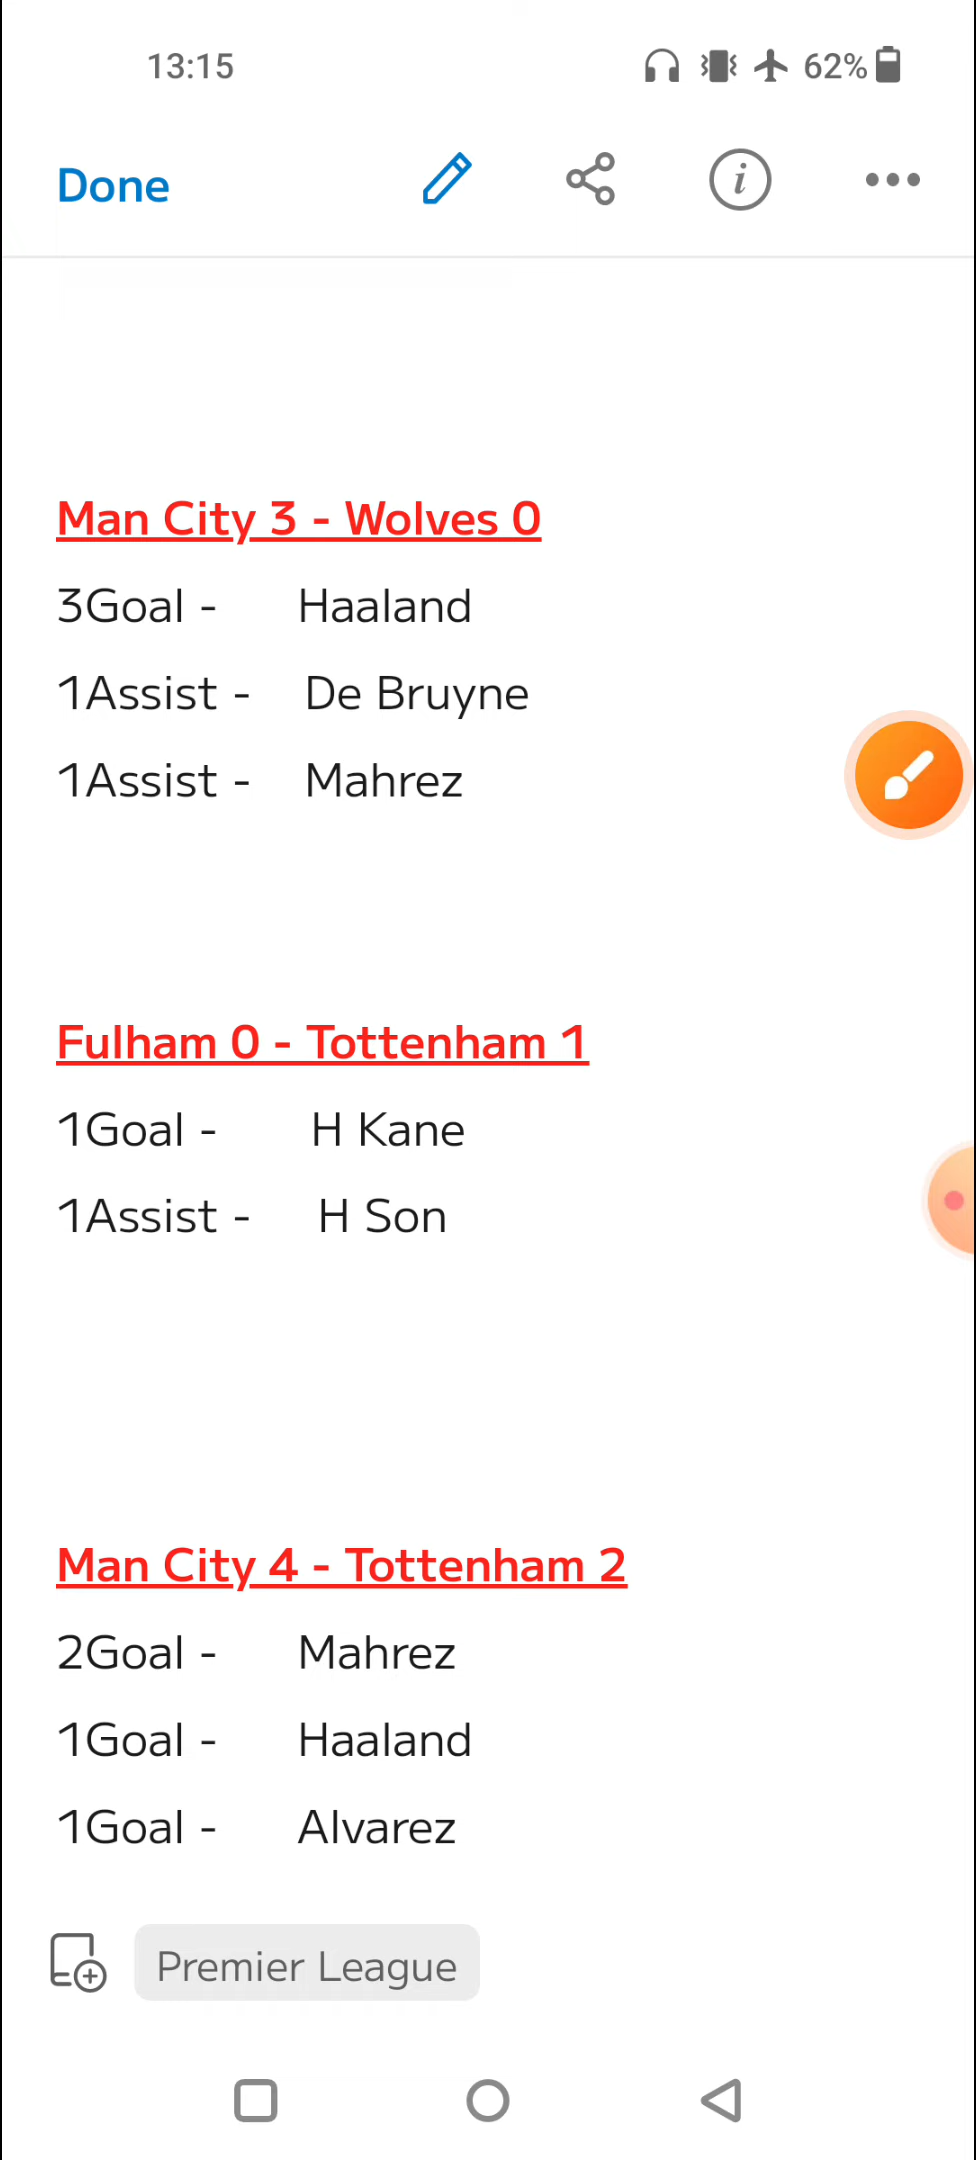 13:15
62%
Done
Man City 3 - Wolves 0
3Goal - Haaland
1Assist - De Bruyne
1Assist - Mahrez
Fulham 0 - Tottenham 1
1Goal - H Kane
1Assist - H Son
Man City 4 - Tottenham 2
2Goal - Mahrez
1Goal - Haaland
1Goal - Alvarez
Premier League